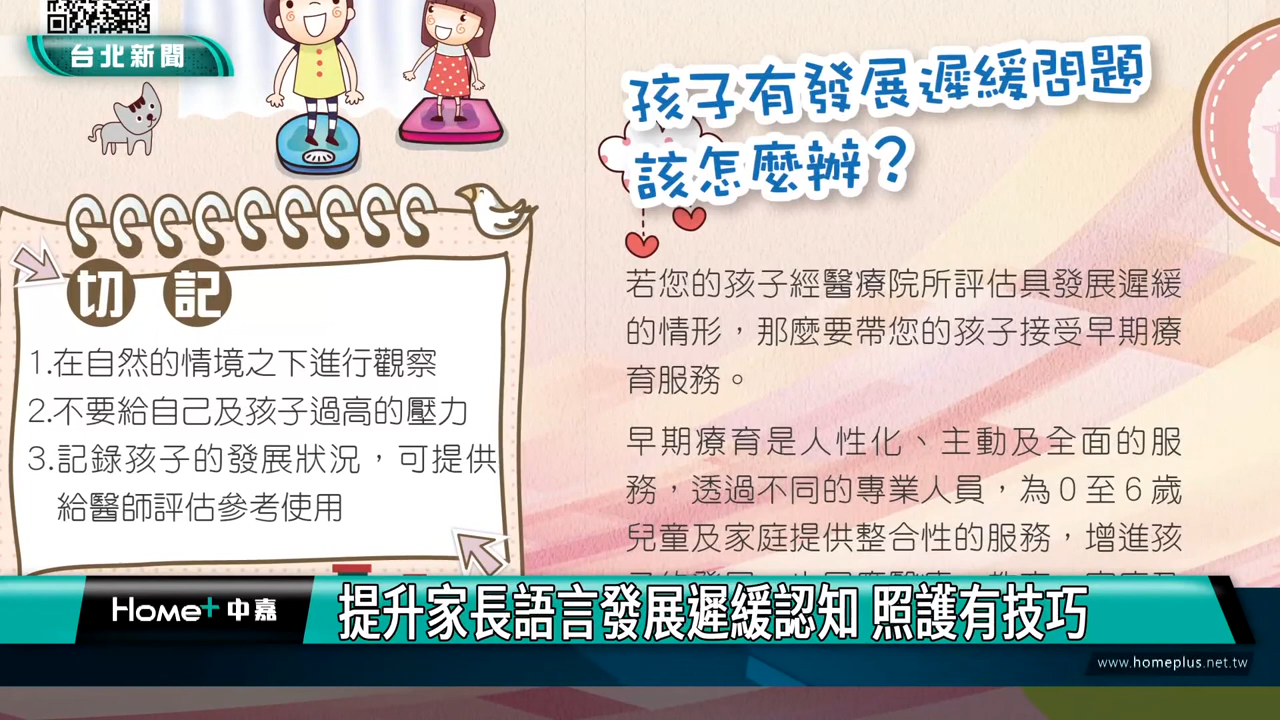 台北新聞
孩子有發展遲緩問題
該怎麼辦？
切記
1.在自然的情境之下進行觀察
2.不要給自己及孩子過高的壓力
3.記錄孩子的發展狀況，可提供
給醫師評估參考使用
若您的孩子經醫療院所評估具發展遲緩
的情形，那麼要帶您的孩子接受早期療
育服務。
早期療育是人性化、主動及全面的服
務，透過不同的專業人員，為0至6歲
兒童及家庭提供整合性的服務，增進孩
Home+中嘉
提升家長語言發展遲緩認知 照護有技巧
www.homeplus.net.tw